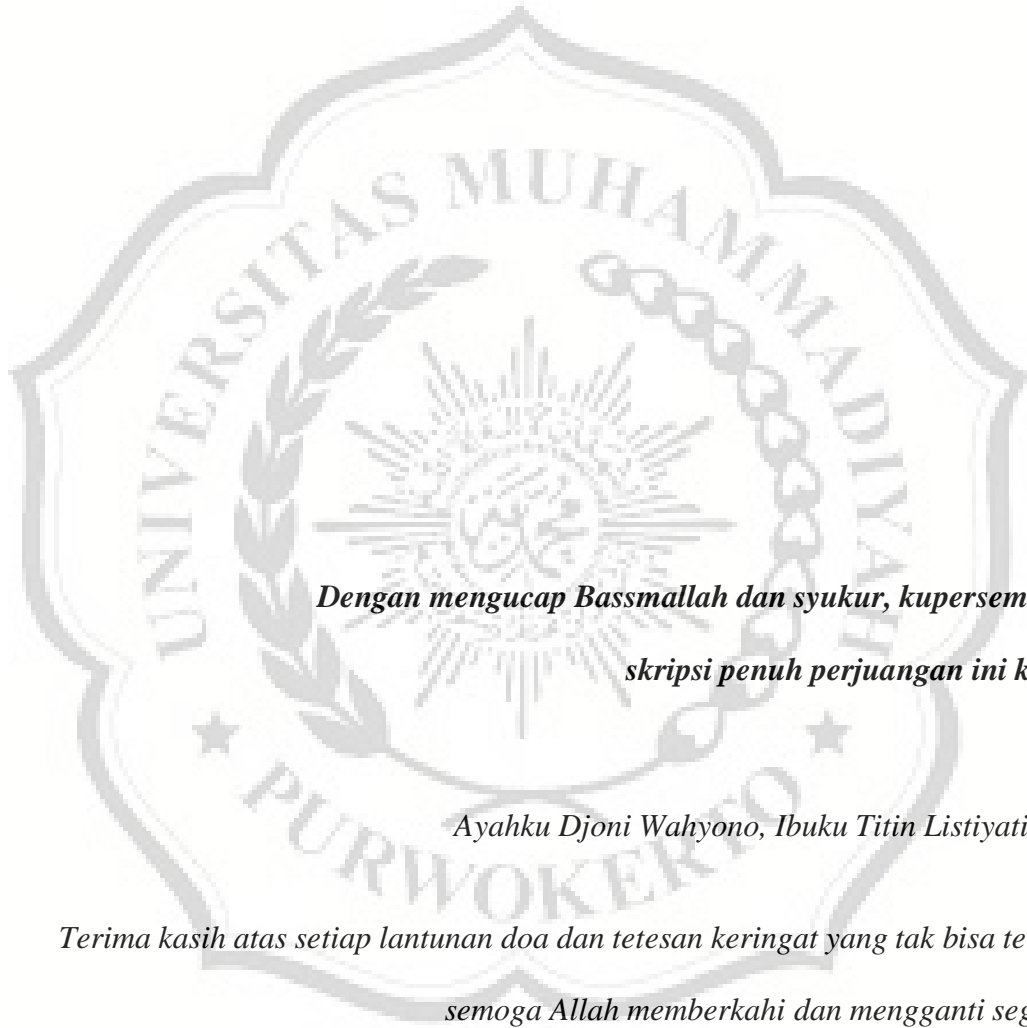 UNIVERSITAS MUHAMMADIYAH
Dengan mengucap Bassmallah dan syukur, kupersem
skripsi penuh perjuangan ini k
Ayahku Djoni Wahyono, Ibuku Titin Listiyati
Terima kasih atas setiap lantunan doa dan tetesan keringat yang tak bisa te
semoga Allah memberkahi dan mengganti seg
PURWOKERTO